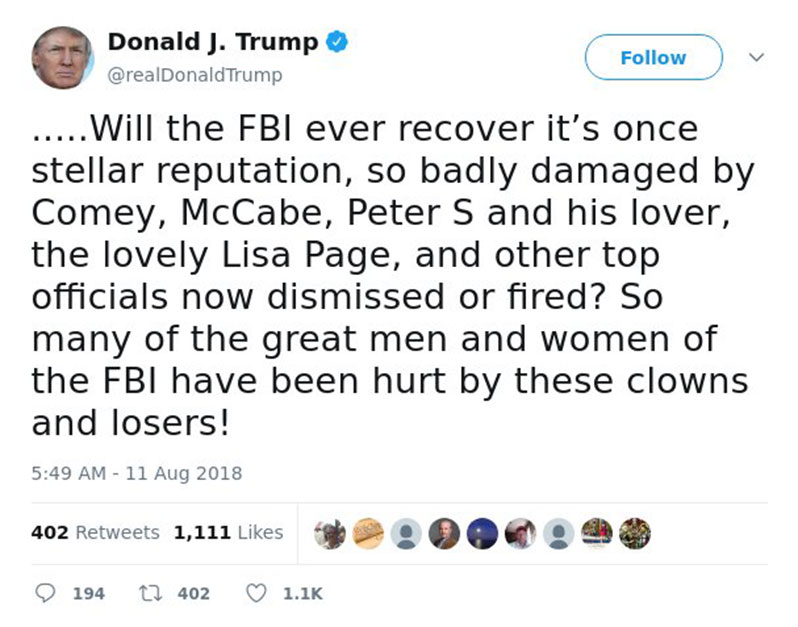 Donald J. Trump
@realDonaldTrump
Follow
.....Will the FBI ever recover it’s once
stellar reputation, so badly damaged by
Comey, McCabe, Peter S and his lover,
the lovely Lisa Page, and other top
officials now dismissed or fired? So
many of the great men and women of
the FBI have been hurt by these clowns
and losers!
5:49 AM - 11 Aug 2018
402 Retweets 1,111 Likes
194 402 1.1K